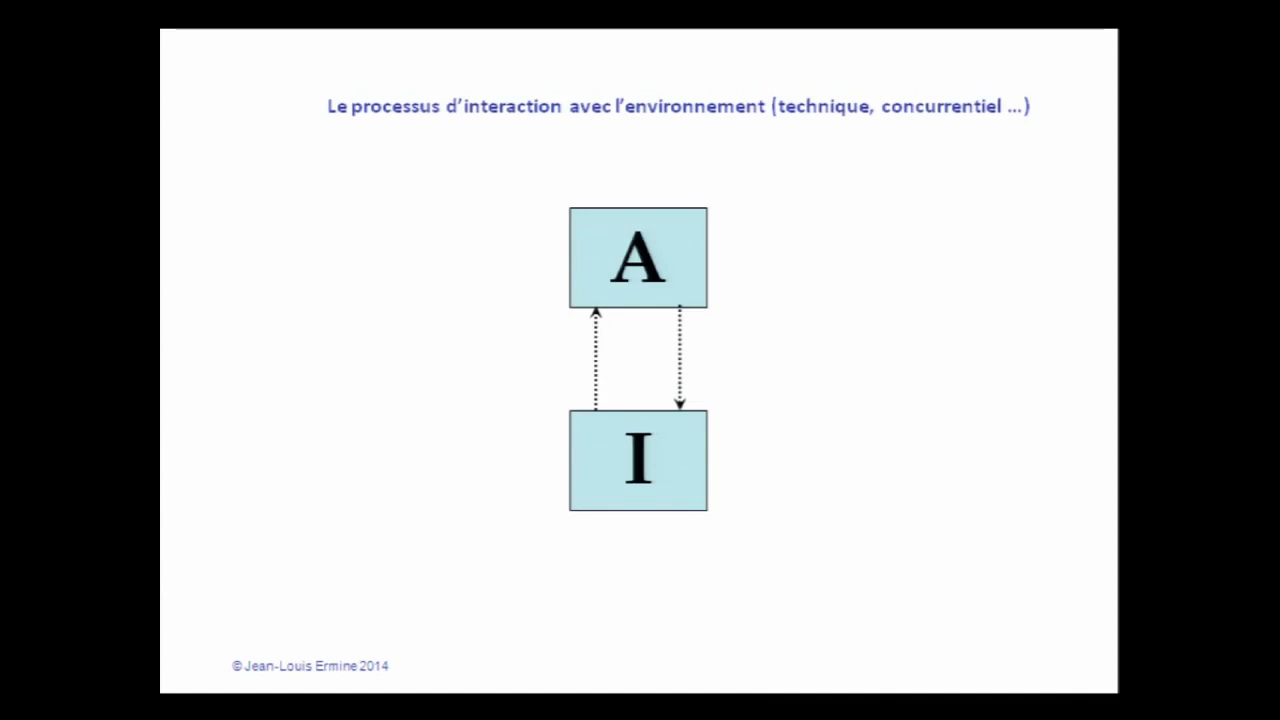 Le processus d’interaction avec l’environnement (technique, concurrentiel ...)
A
I
© Jean-Louis Ermine 2014